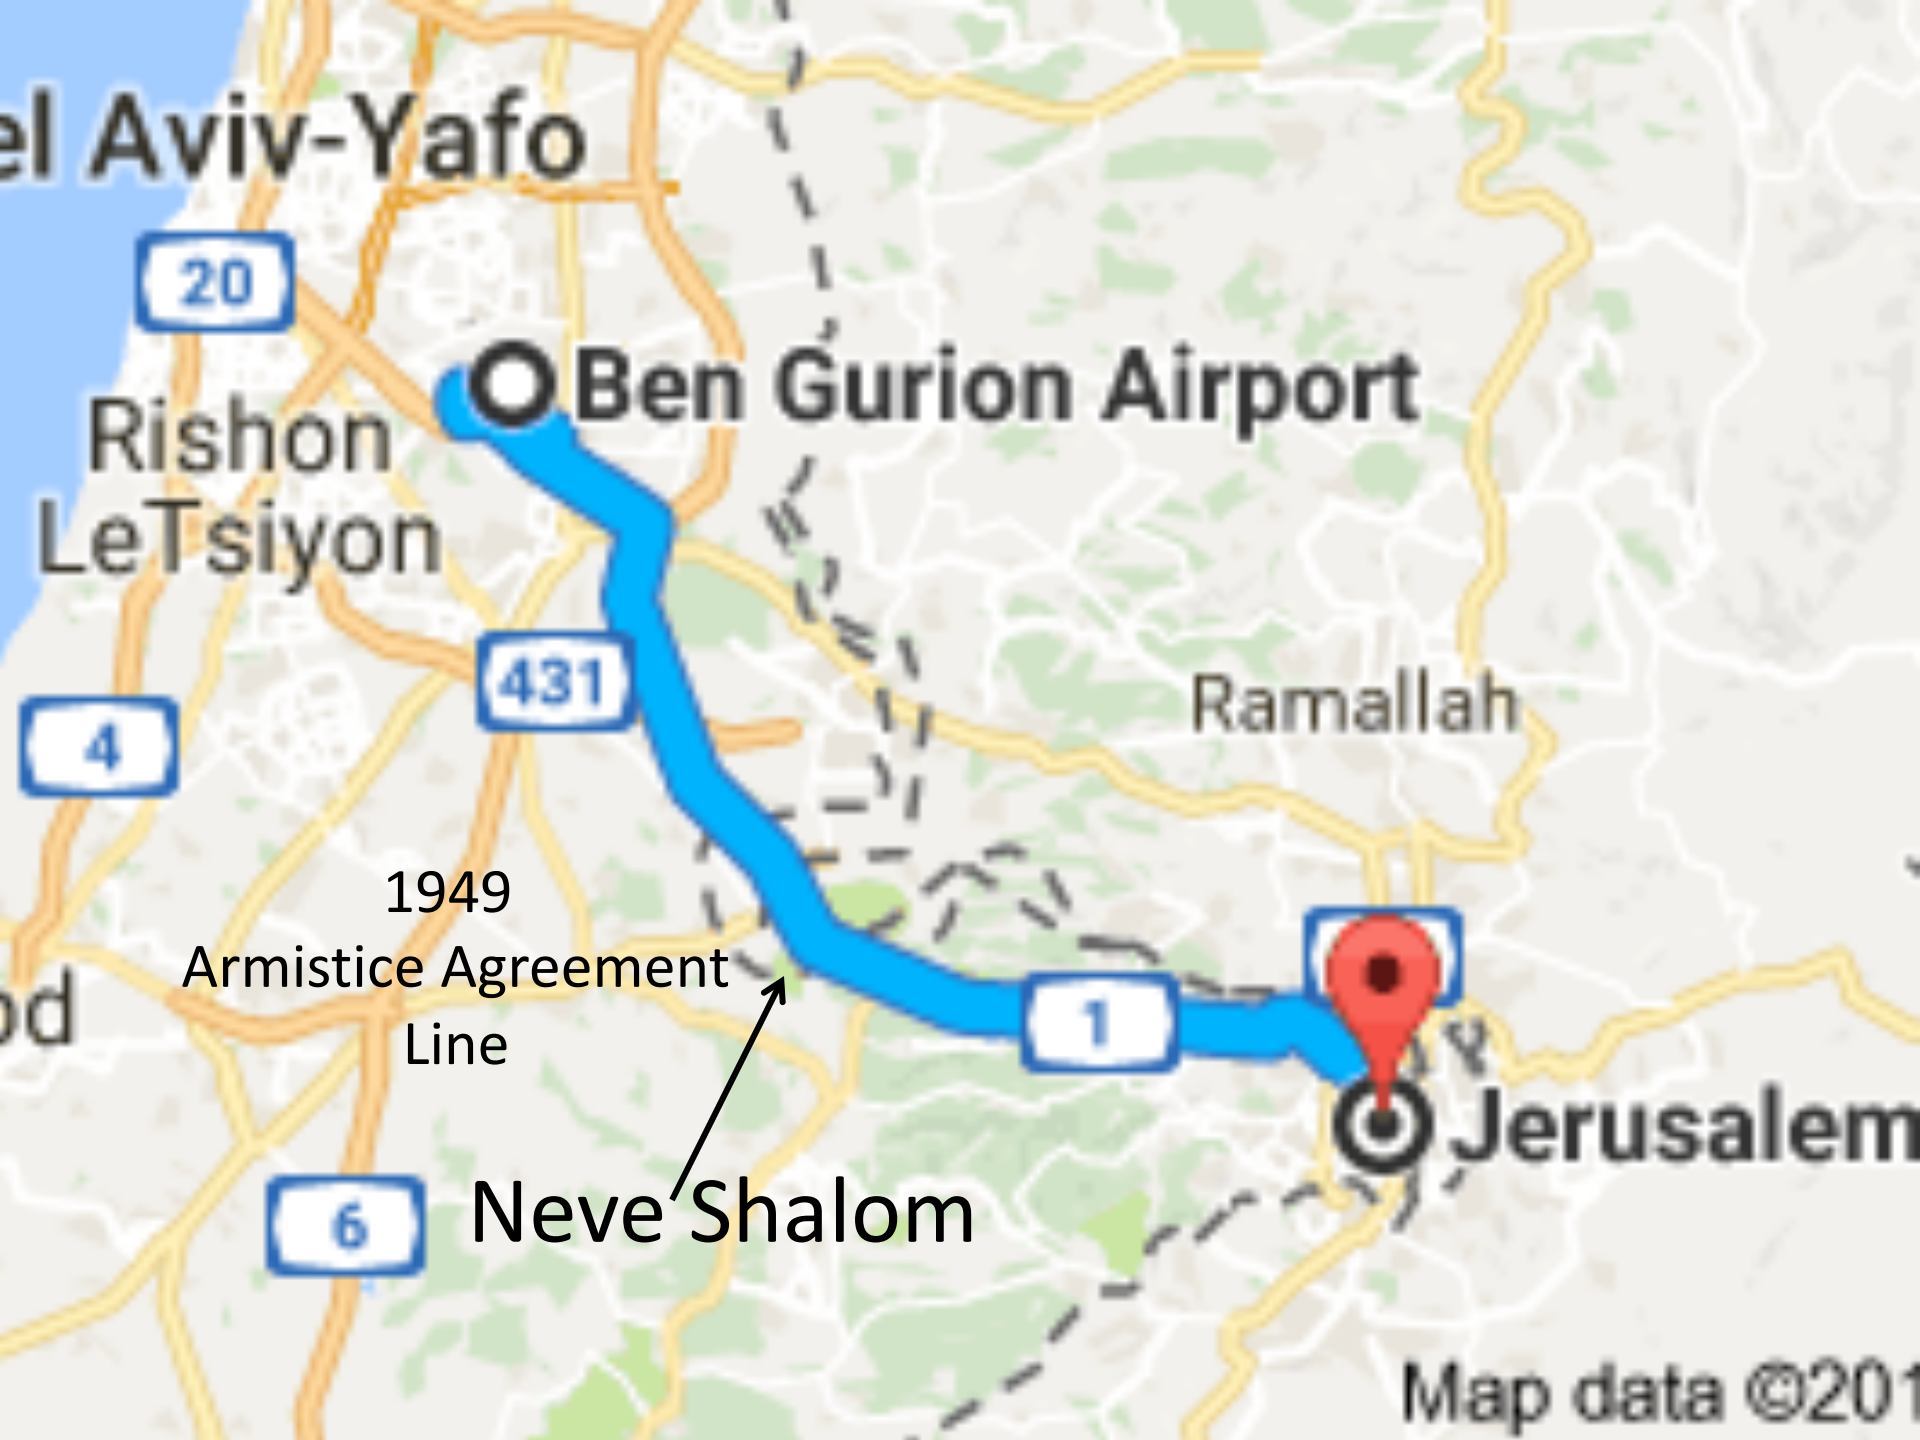 el Aviv-Yafo
20
Ben Gurion Airport
Rishon
LeTsiyon
431
4
Ramallah
1949
Armistice Agreement
Line
od
1
Jerusalem
Neve Shalom
6
Map data ©201